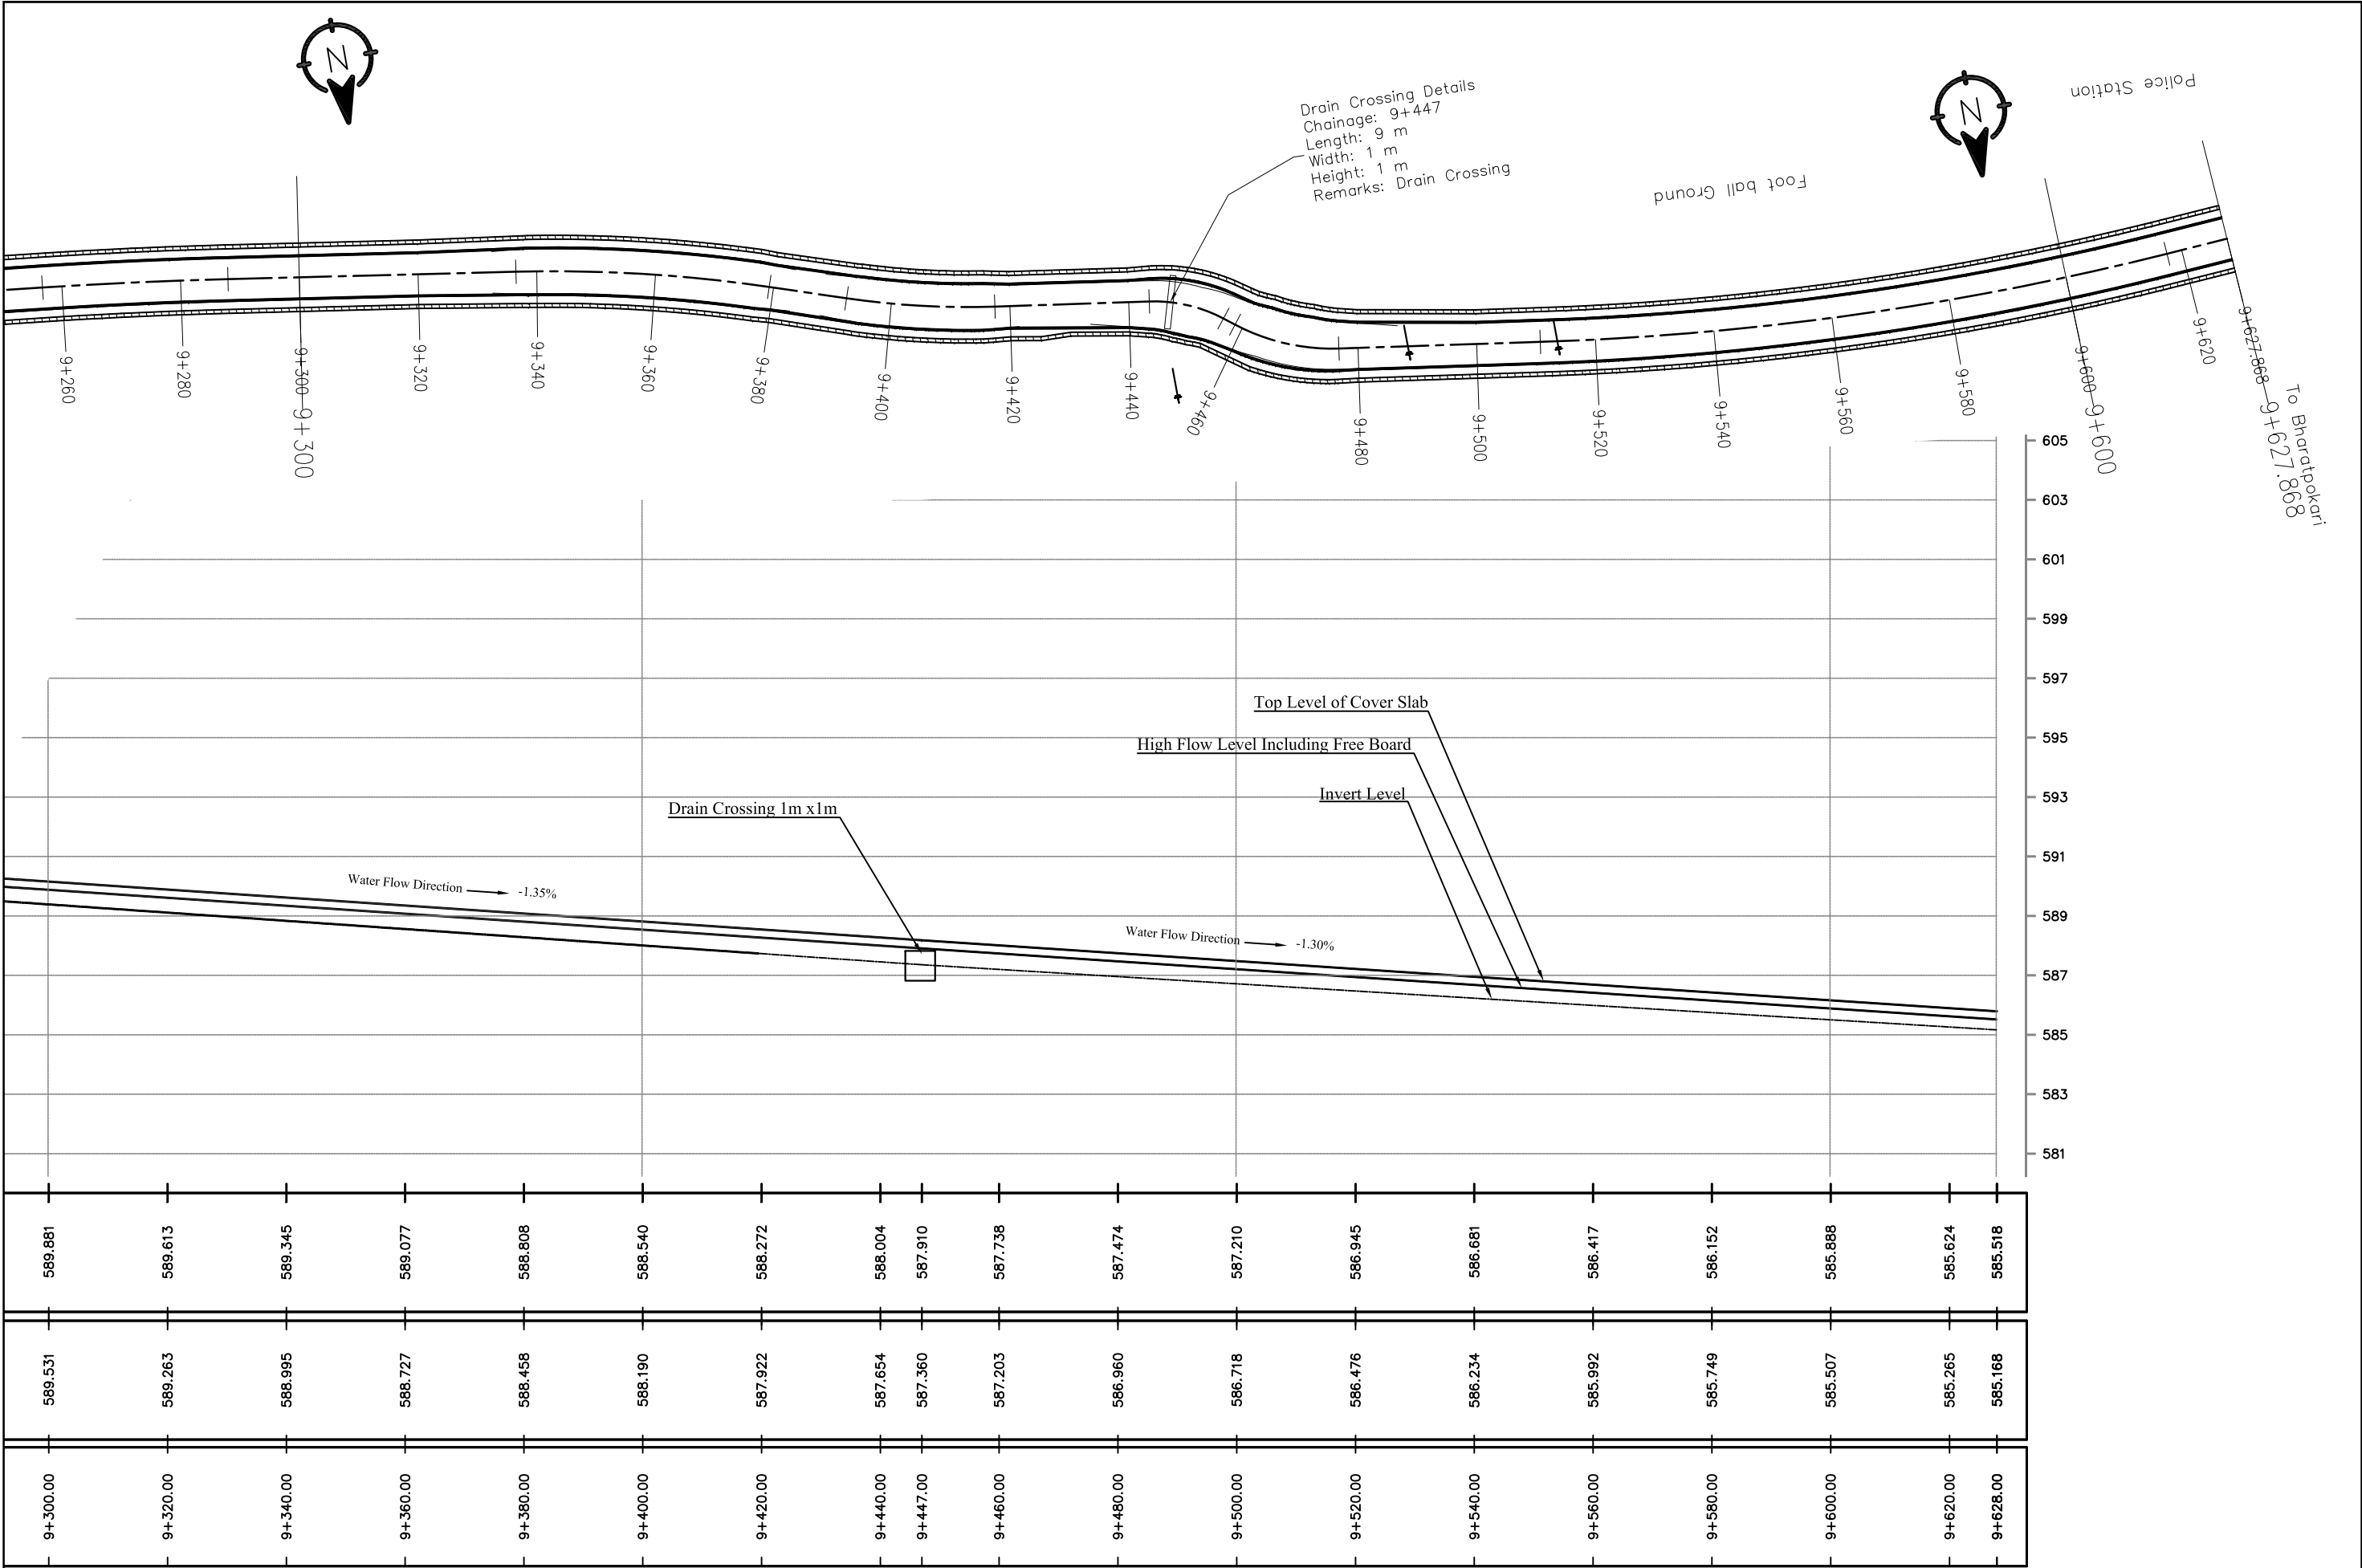 N
N
Police Station
Drain Crossing Details
Chainage: 9+447
Length: 9 m
Width: 1 m
Height: 1 m
Remarks: Drain Crossing
Foot ball Ground
9+260
9+280
9+300
9+300
9+320
9+340
9+360
9+380
9+400
9+420
9+440
9+460
9+480
9+500
9+520
9+540
9+560
9+580
9+600
9+600
9+620
9+627.868
9+627.868
To Bharatpokari
605
603
601
599
597
595
593
591
589
587
585
583
581
Top Level of Cover Slab
High Flow Level Including Free Board
Invert Level
Drain Crossing 1m x1m
Water Flow Direction -1.35%
Water Flow Direction -1.30%
589.881 589.613 589.345 589.077 588.808 588.540 588.272 588.004 587.910 587.738 587.474 587.210 586.945 586.681 586.417 586.152 585.888 585.624 585.518
589.531 589.263 588.995 588.727 588.458 588.190 587.922 587.654 587.360 587.203 586.960 586.718 586.476 586.234 585.992 585.749 585.507 585.265 585.168
9+300.00 9+320.00 9+340.00 9+360.00 9+380.00 9+400.00 9+420.00 9+440.00 9+447.00 9+460.00 9+480.00 9+500.00 9+520.00 9+540.00 9+560.00 9+580.00 9+600.00 9+620.00 9+628.00